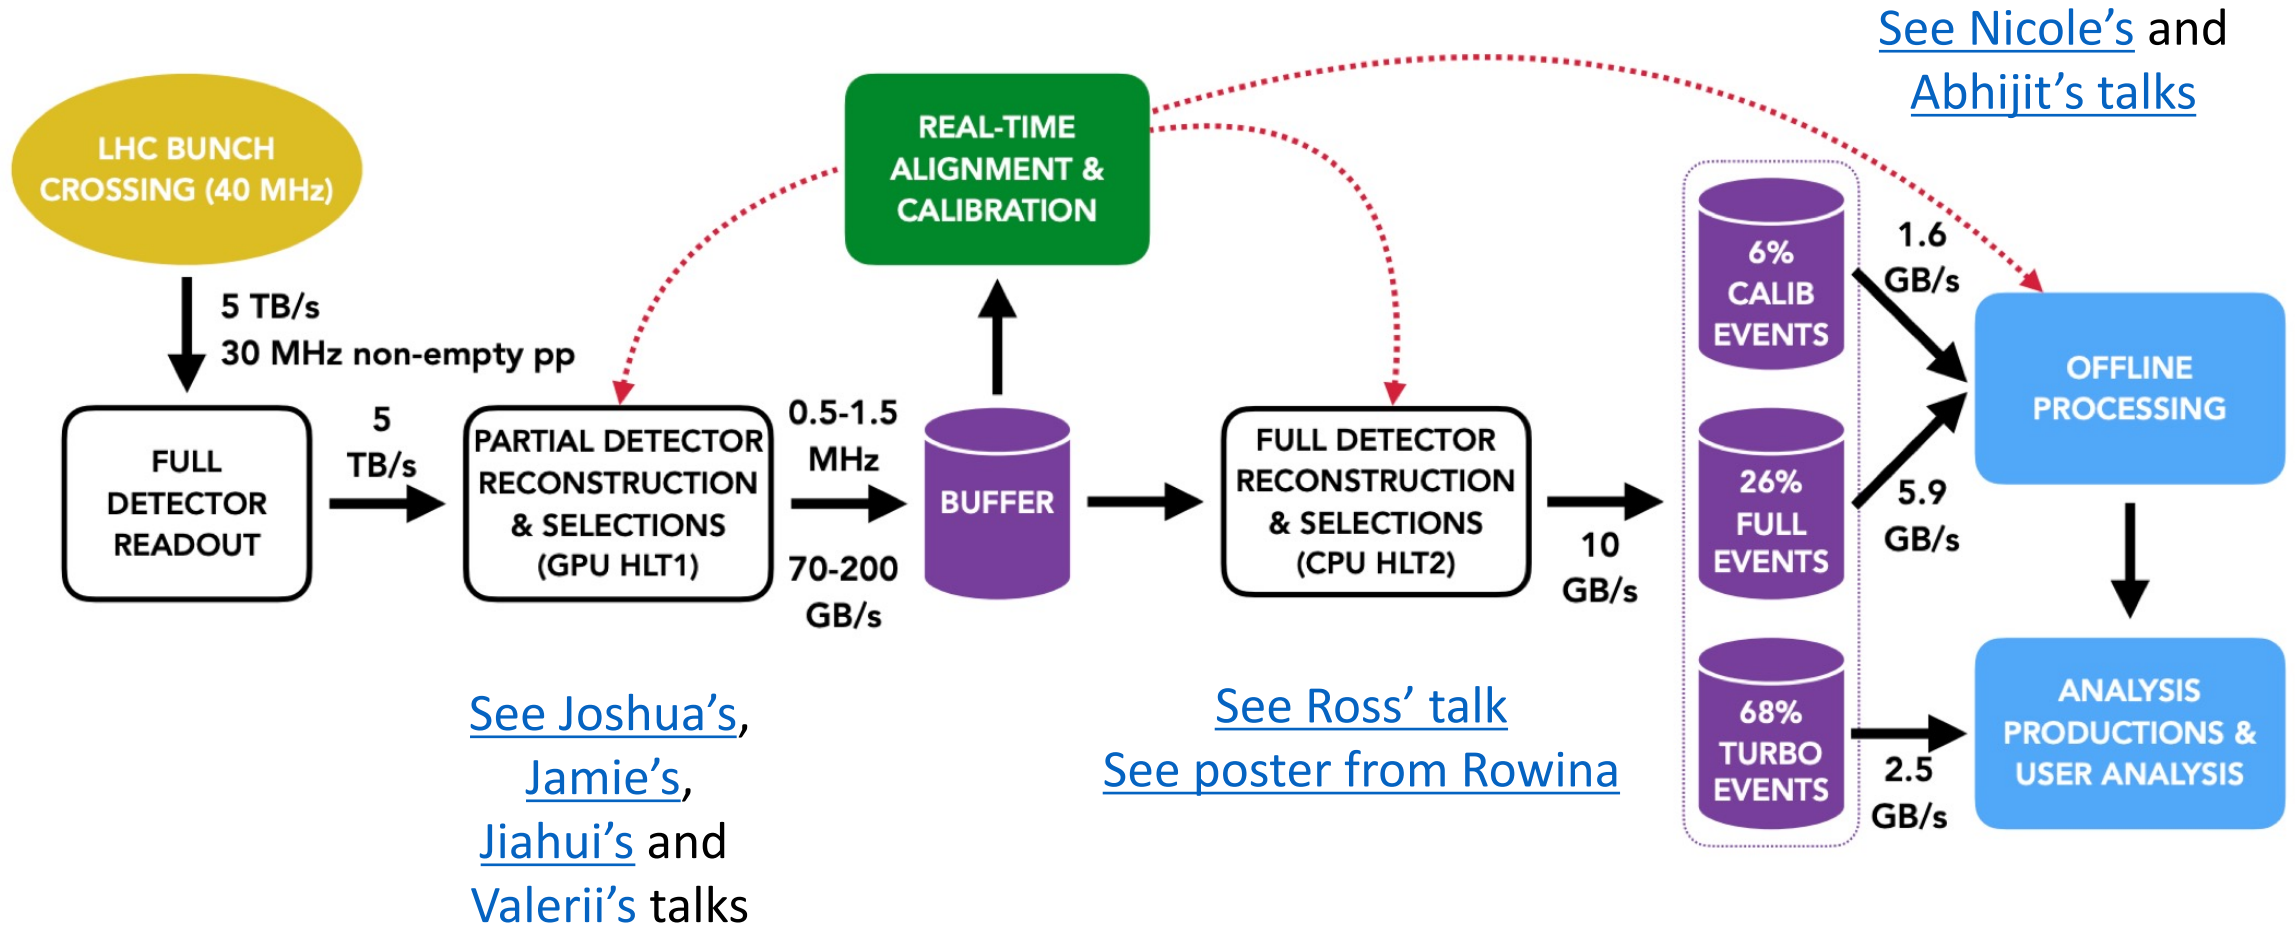 See Nicole’s and
Abhijit’s talks
LHC BUNCH
CROSSING (40 MHz)
5 TB/s
30 MHz non-empty pp
FULL
DETECTOR
READOUT
5
TB/s
PARTIAL DETECTOR
RECONSTRUCTION
& SELECTIONS
(GPU HLT1)
0.5-1.5
MHz
70-200
GB/s
REAL-TIME
ALIGNMENT &
CALIBRATION
BUFFER
FULL DETECTOR
RECONSTRUCTION
& SELECTIONS
(CPU HLT2)
10
GB/s
6%
CALIB
EVENTS
26%
FULL
EVENTS
68%
TURBO
EVENTS
1.6
GB/s
5.9
GB/s
2.5
GB/s
OFFLINE
PROCESSING
ANALYSIS
PRODUCTIONS &
USER ANALYSIS
See Joshua’s,
Jamie’s,
Jiahui’s and
Valerii’s talks
See Ross’ talk
See poster from Rowina